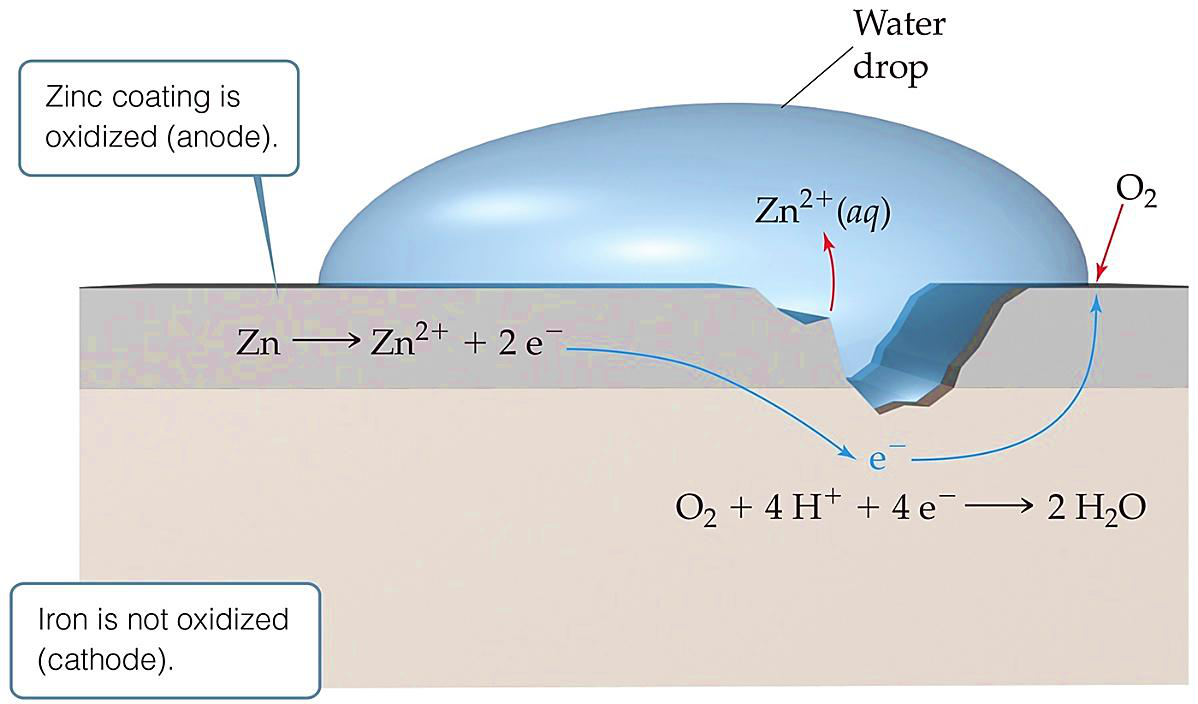 Water
drop
Zinc coating is
oxidized (anode).
Zn²⁺(aq)
O₂
Zn ⟶ Zn²⁺ + 2 e⁻
e⁻
O₂ + 4 H⁺ + 4 e⁻ ⟶ 2 H₂O
Iron is not oxidized
(cathode).